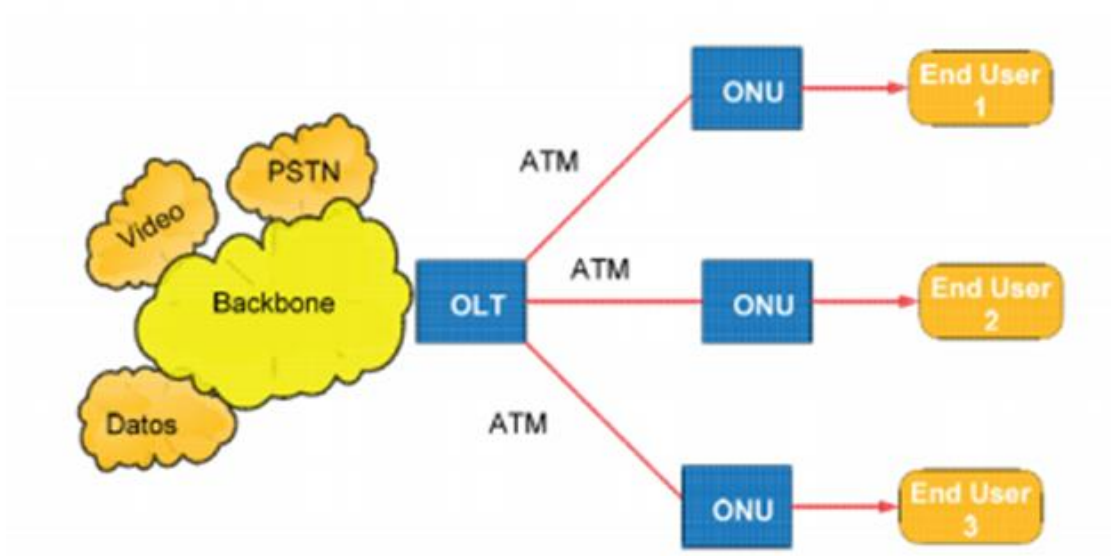 ONU
End User
1
PSTN
ATM
Video
ATM
Backbone
OLT
ONU
End User
2
Datos
ATM
ONU
End User
3